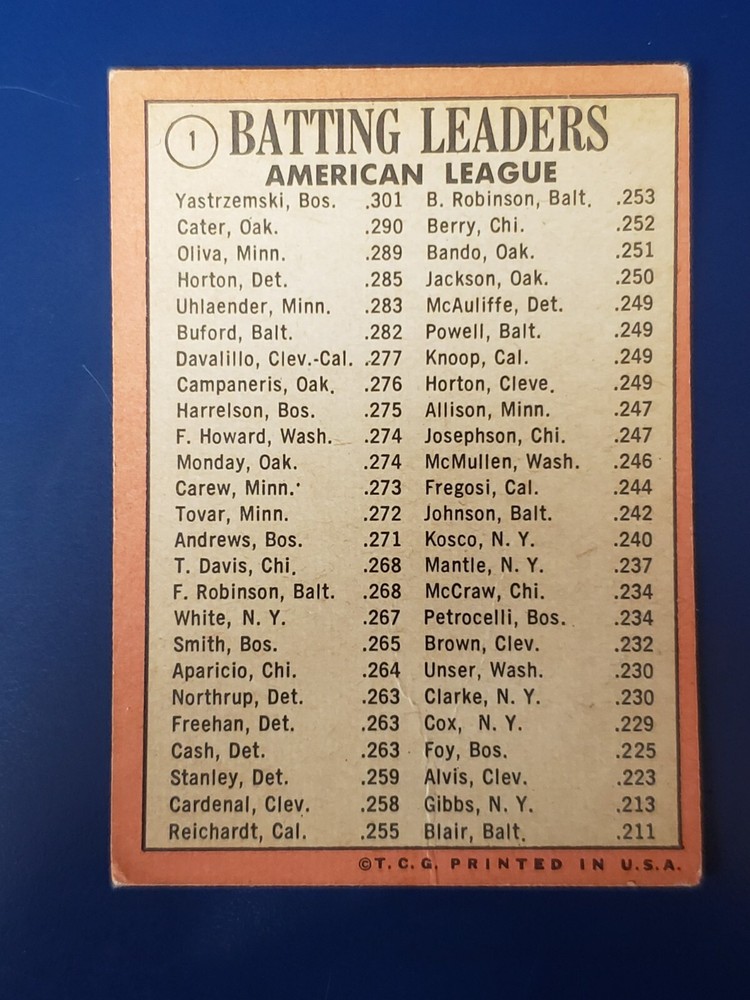 1 BATTING LEADERS
AMERICAN LEAGUE
Yastrzemski, Bos. .301
Cater, Oak. .290
Oliva, Minn. .289
Horton, Det. .285
Uhlaender, Minn. .283
Buford, Balt. .282
Davalillo, Clev.-Cal. .277
Campaneris, Oak. .276
Harrelson, Bos. .275
F. Howard, Wash. .274
Monday, Oak. .274
Carew, Minn. .273
Tovar, Minn. .272
Andrews, Bos. .271
T. Davis, Chi. .268
F. Robinson, Balt. .268
White, N. Y. .267
Smith, Bos. .265
Aparicio, Chi. .264
Northrup, Det. .263
Freehan, Det. .263
Cash, Det. .263
Stanley, Det. .259
Cardenal, Clev. .258
Reichardt, Cal. .255
B. Robinson, Balt. .253
Berry, Chi. .252
Bando, Oak. .251
Jackson, Oak. .250
McAuliffe, Det. .249
Powell, Balt. .249
Knoop, Cal. .249
Horton, Cleve. .249
Allison, Minn. .247
Josephson, Chi. .247
McMullen, Wash. .246
Fregosi, Cal. .244
Johnson, Balt. .242
Kosco, N. Y. .240
Mantle, N. Y. .237
McCraw, Chi. .234
Petrocelli, Bos. .234
Brown, Clev. .232
Unser, Wash. .230
Clarke, N. Y. .230
Cox, N. Y. .229
Foy, Bos. .225
Alvis, Clev. .223
Gibbs, N. Y. .213
Blair, Balt. .211
©T. C. G. PRINTED IN U.S.A.